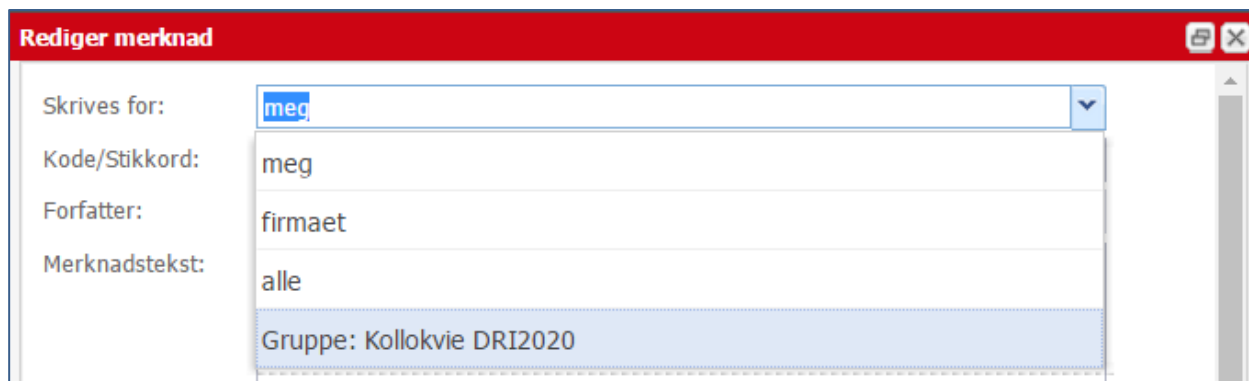 Rediger merknad
Skrives for: meg
Kode/Stikkord: meg
Forfatter: firmaet
Merknadstekst: alle
Gruppe: Kollokvie DRI2020